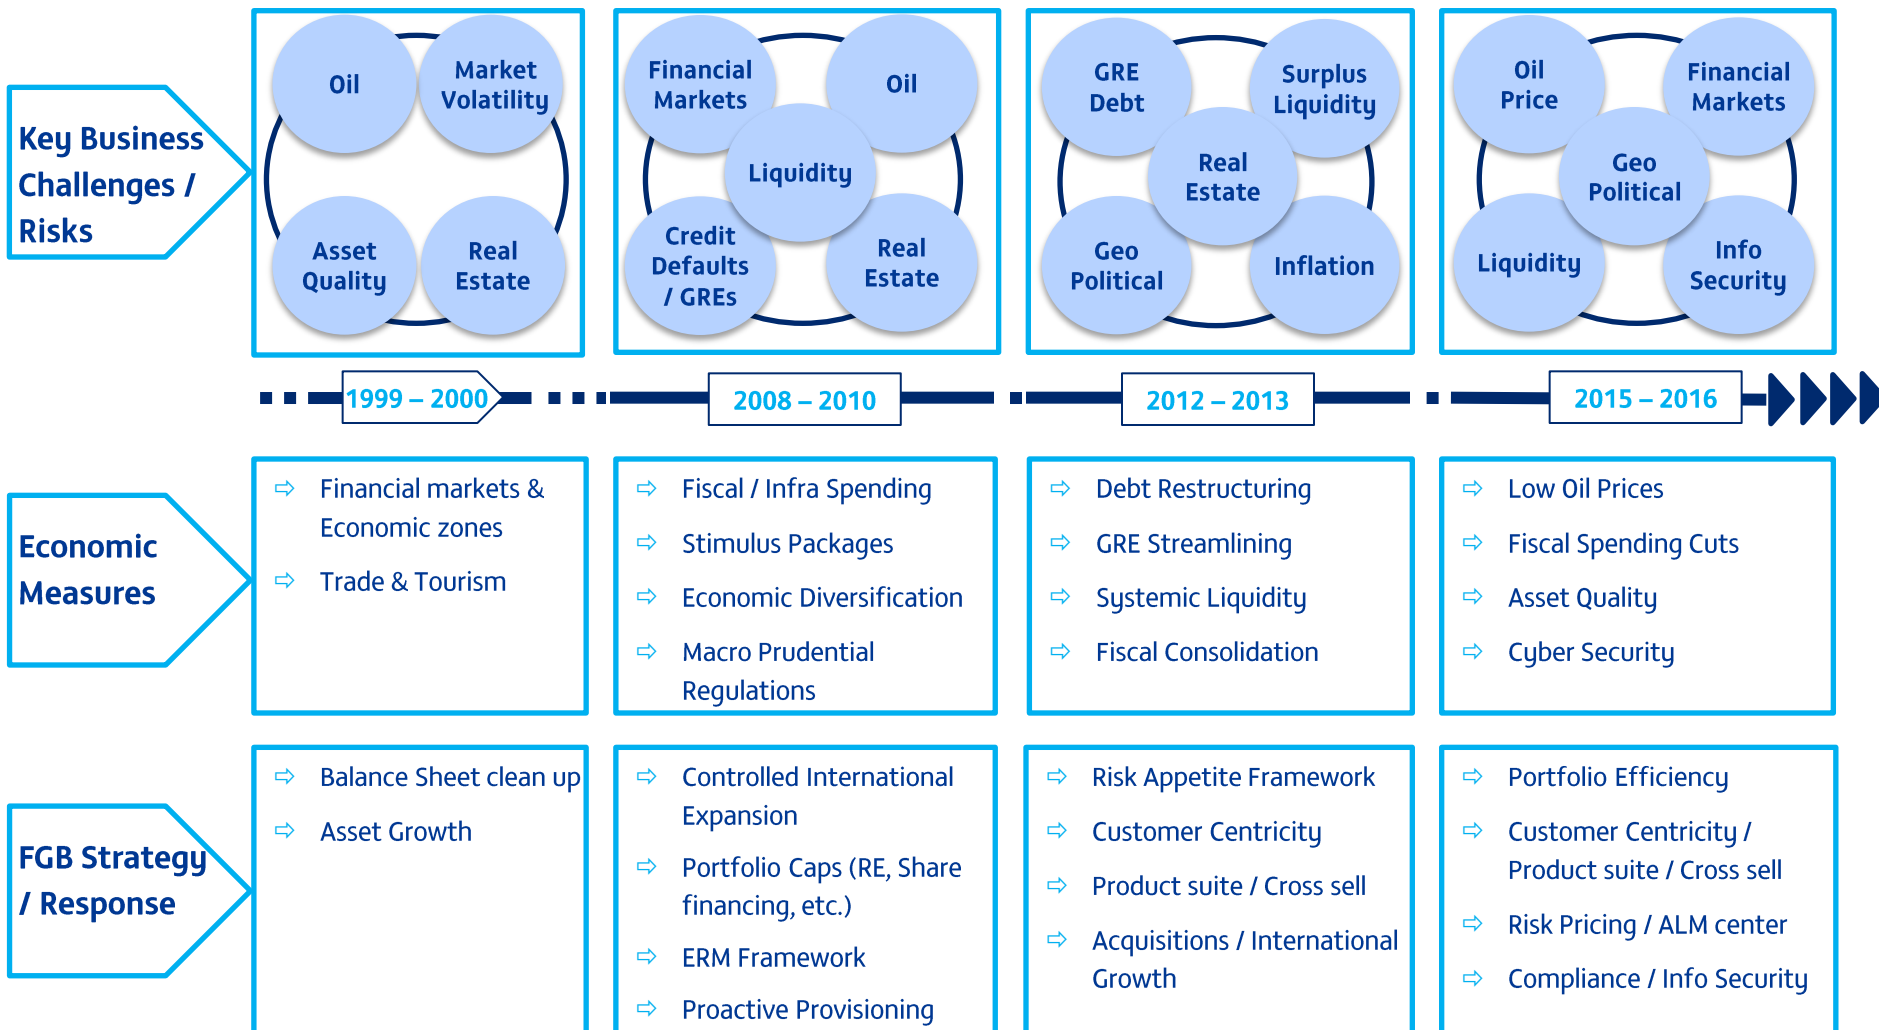 Key Business
Challenges /
Risks
Oil
Market
Volatility
Asset
Quality
Real
Estate
Financial
Markets
Oil
Liquidity
Credit
Defaults
/ GREs
Real
Estate
GRE
Debt
Surplus
Liquidity
Real
Estate
Geo
Political
Inflation
Oil
Price
Financial
Markets
Geo
Political
Liquidity
Info
Security
1999 – 2000
2008 – 2010
2012 – 2013
2015 – 2016
Economic
Measures
⇨ Financial markets &
Economic zones
⇨ Trade & Tourism
⇨ Fiscal / Infra Spending
⇨ Stimulus Packages
⇨ Economic Diversification
⇨ Macro Prudential
Regulations
⇨ Debt Restructuring
⇨ GRE Streamlining
⇨ Systemic Liquidity
⇨ Fiscal Consolidation
⇨ Low Oil Prices
⇨ Fiscal Spending Cuts
⇨ Asset Quality
⇨ Cyber Security
FGB Strategy
/ Response
⇨ Balance Sheet clean up
⇨ Asset Growth
⇨ Controlled International
Expansion
⇨ Portfolio Caps (RE, Share
financing, etc.)
⇨ ERM Framework
⇨ Proactive Provisioning
⇨ Risk Appetite Framework
⇨ Customer Centricity
⇨ Product suite / Cross sell
⇨ Acquisitions / International
Growth
⇨ Portfolio Efficiency
⇨ Customer Centricity /
Product suite / Cross sell
⇨ Risk Pricing / ALM center
⇨ Compliance / Info Security